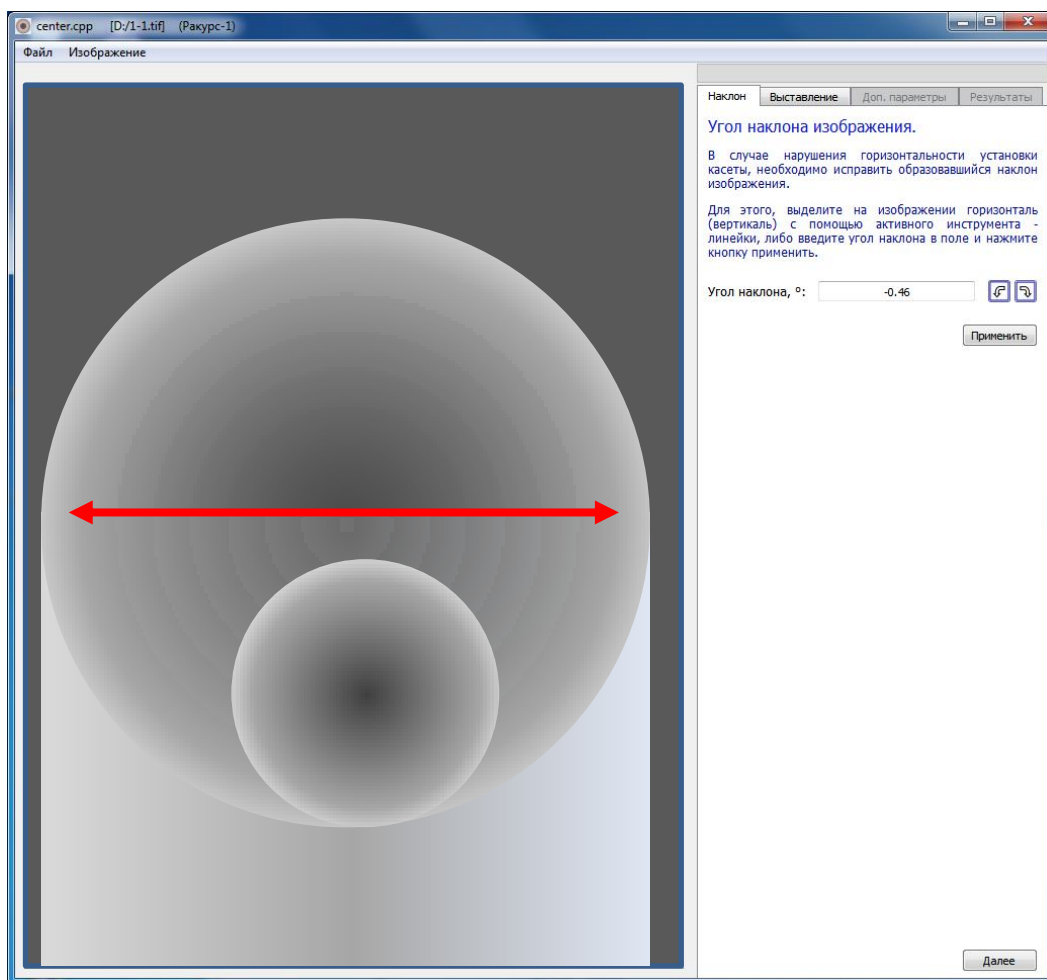 center.cpp [D:/1-1.tif] (Ракурс-1)
Файл Изображение
Наклон Выставление Доп. параметры Результаты
Угол наклона изображения.
В случае нарушения горизонтальности установки
касеты, необходимо исправить образовавшийся наклон
изображения.
Для этого, выделите на изображении горизонталь
(вертикаль) с помощью активного инструмента -
линейки, либо введите угол наклона в поле и нажмите
кнопку применить.
Угол наклона, °: -0.46
Применить
Далее